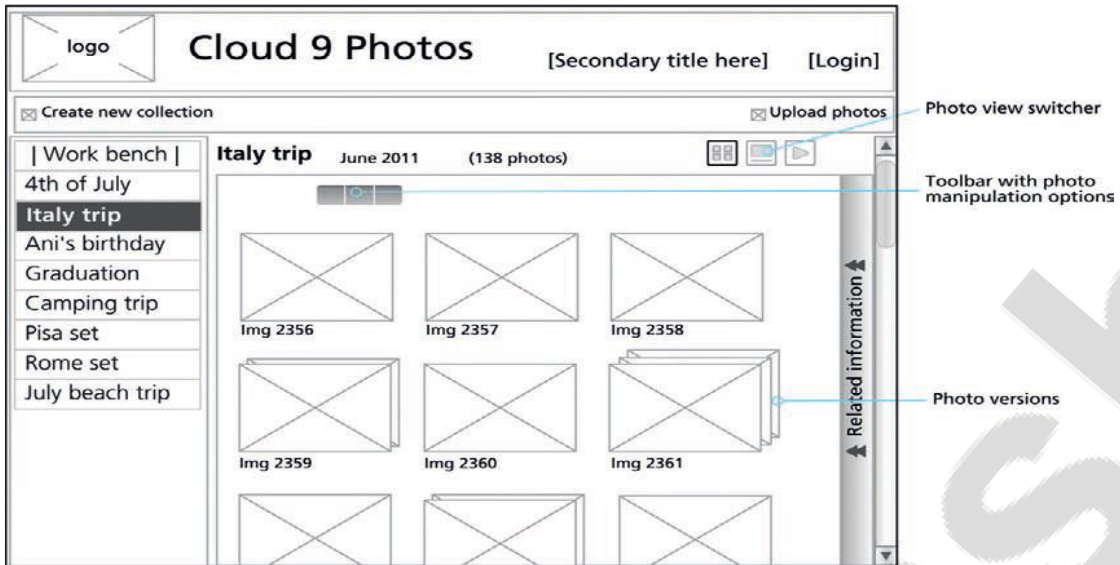 logo
Cloud 9 Photos
[Secondary title here]
[Login]
Create new collection
Upload photos
| Work bench |
4th of July
Italy trip
Ani's birthday
Graduation
Camping trip
Pisa set
Rome set
July beach trip
Italy trip June 2011 (138 photos)
Img 2356
Img 2357
Img 2358
Img 2359
Img 2360
Img 2361
Related information
Photo view switcher
Toolbar with photo
manipulation options
Photo versions